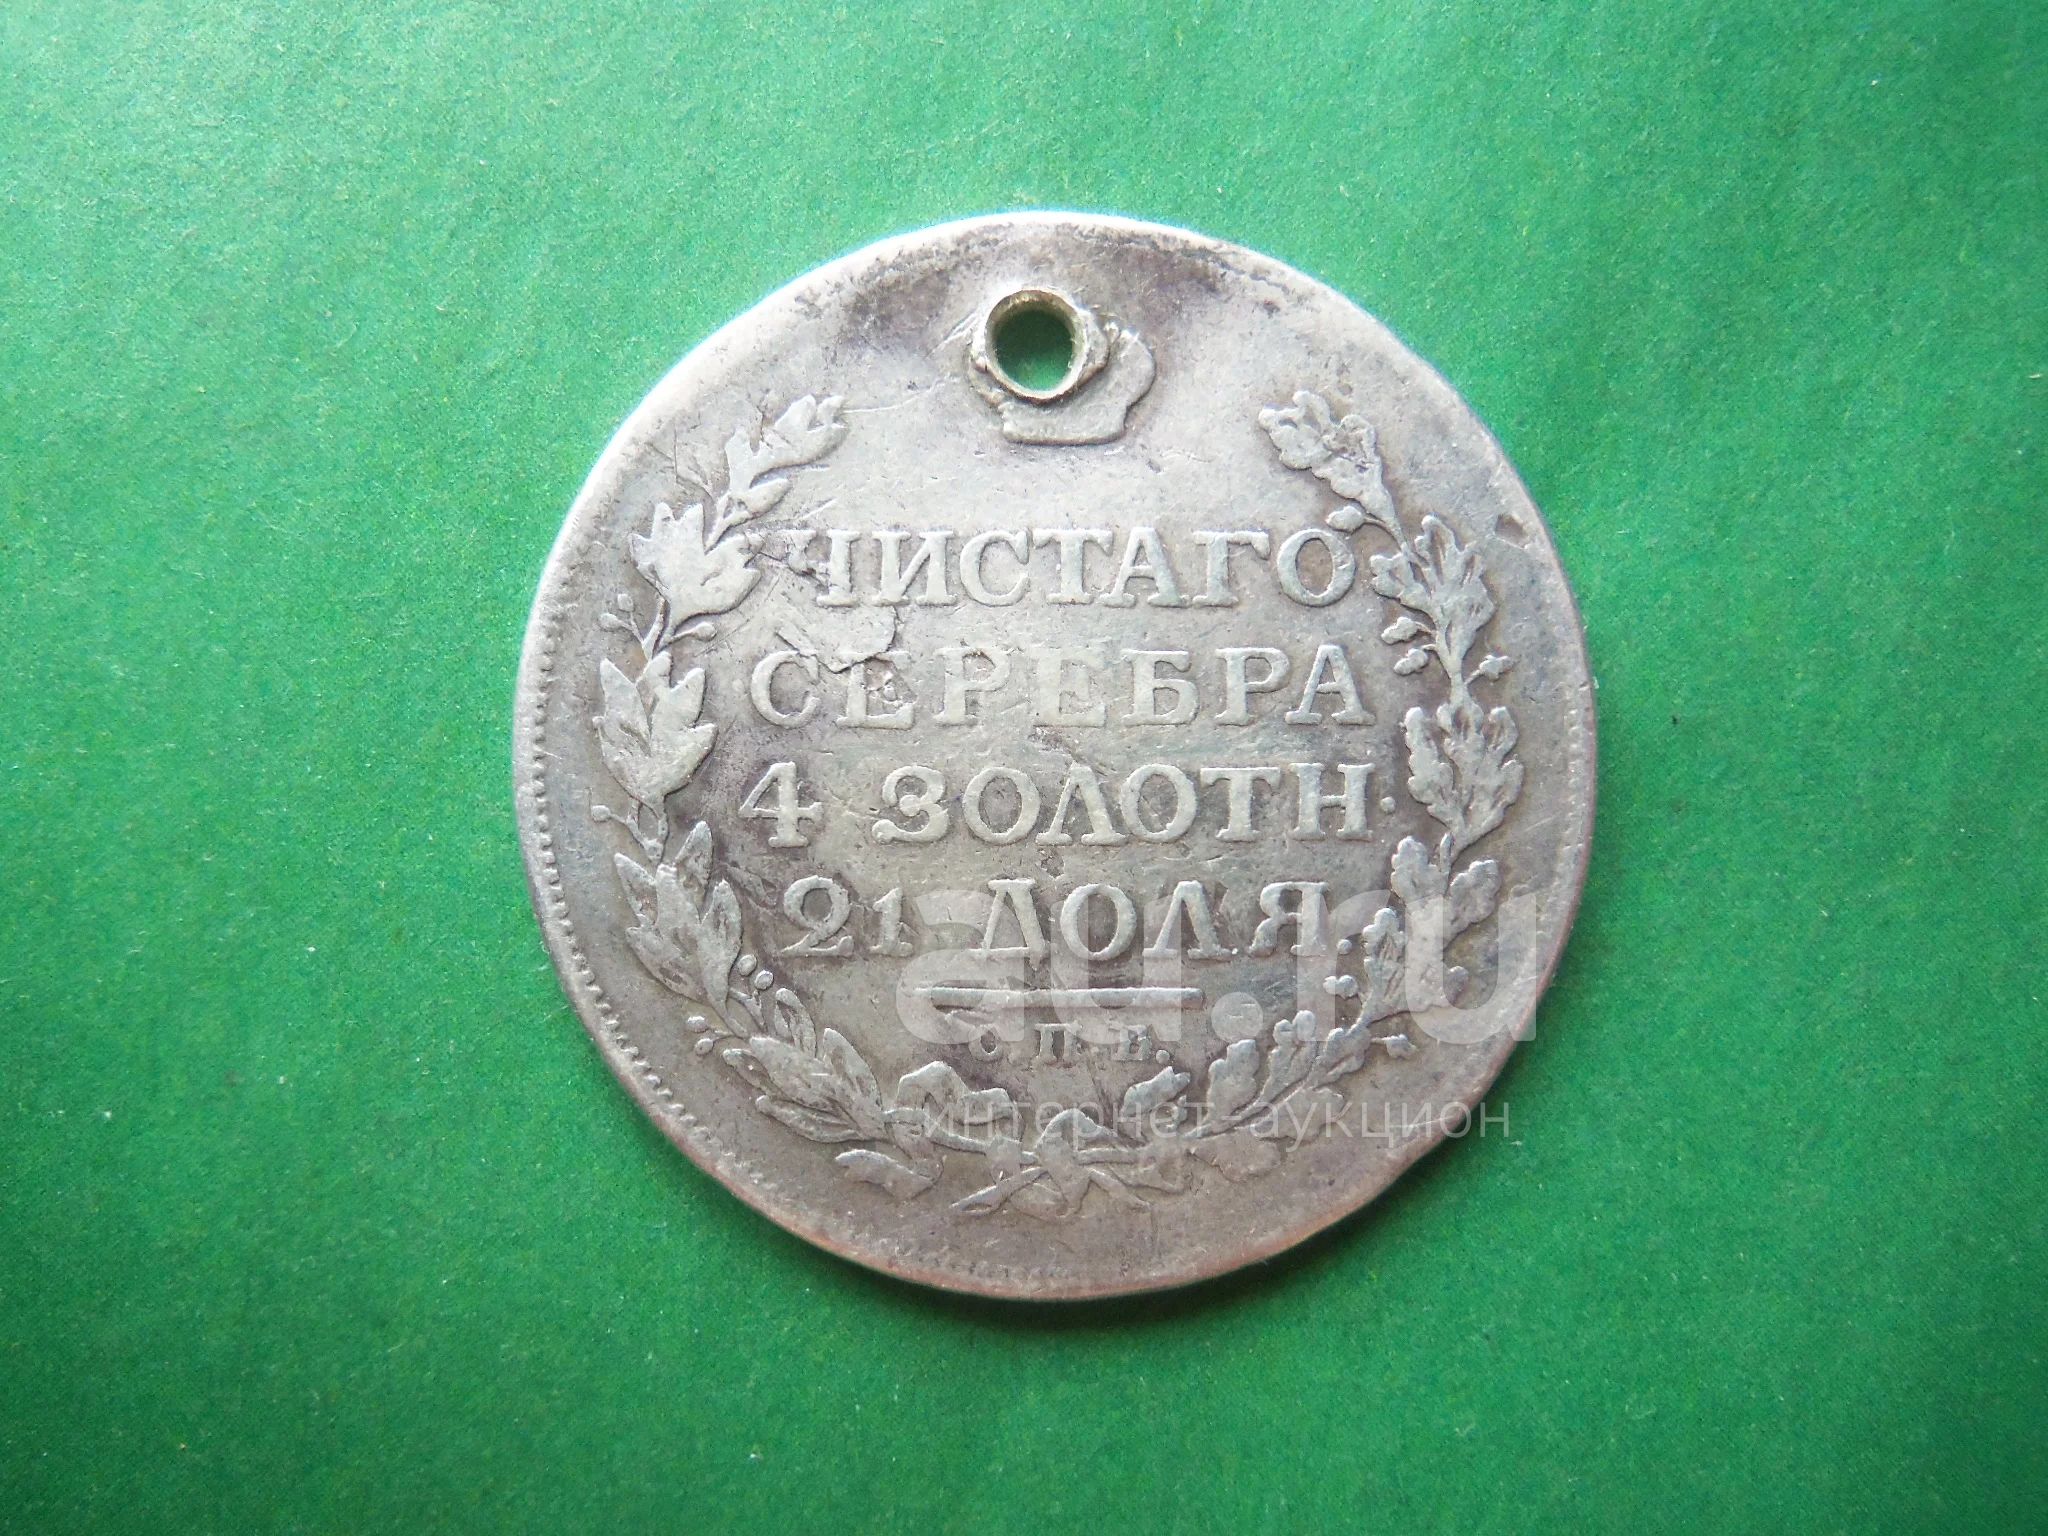 ЧИСТАГО
СЕРЕБРА
4 ЗОЛОТН.
21 ДОЛЯ.
au.ru
С.П.Б.
интернет аукцион